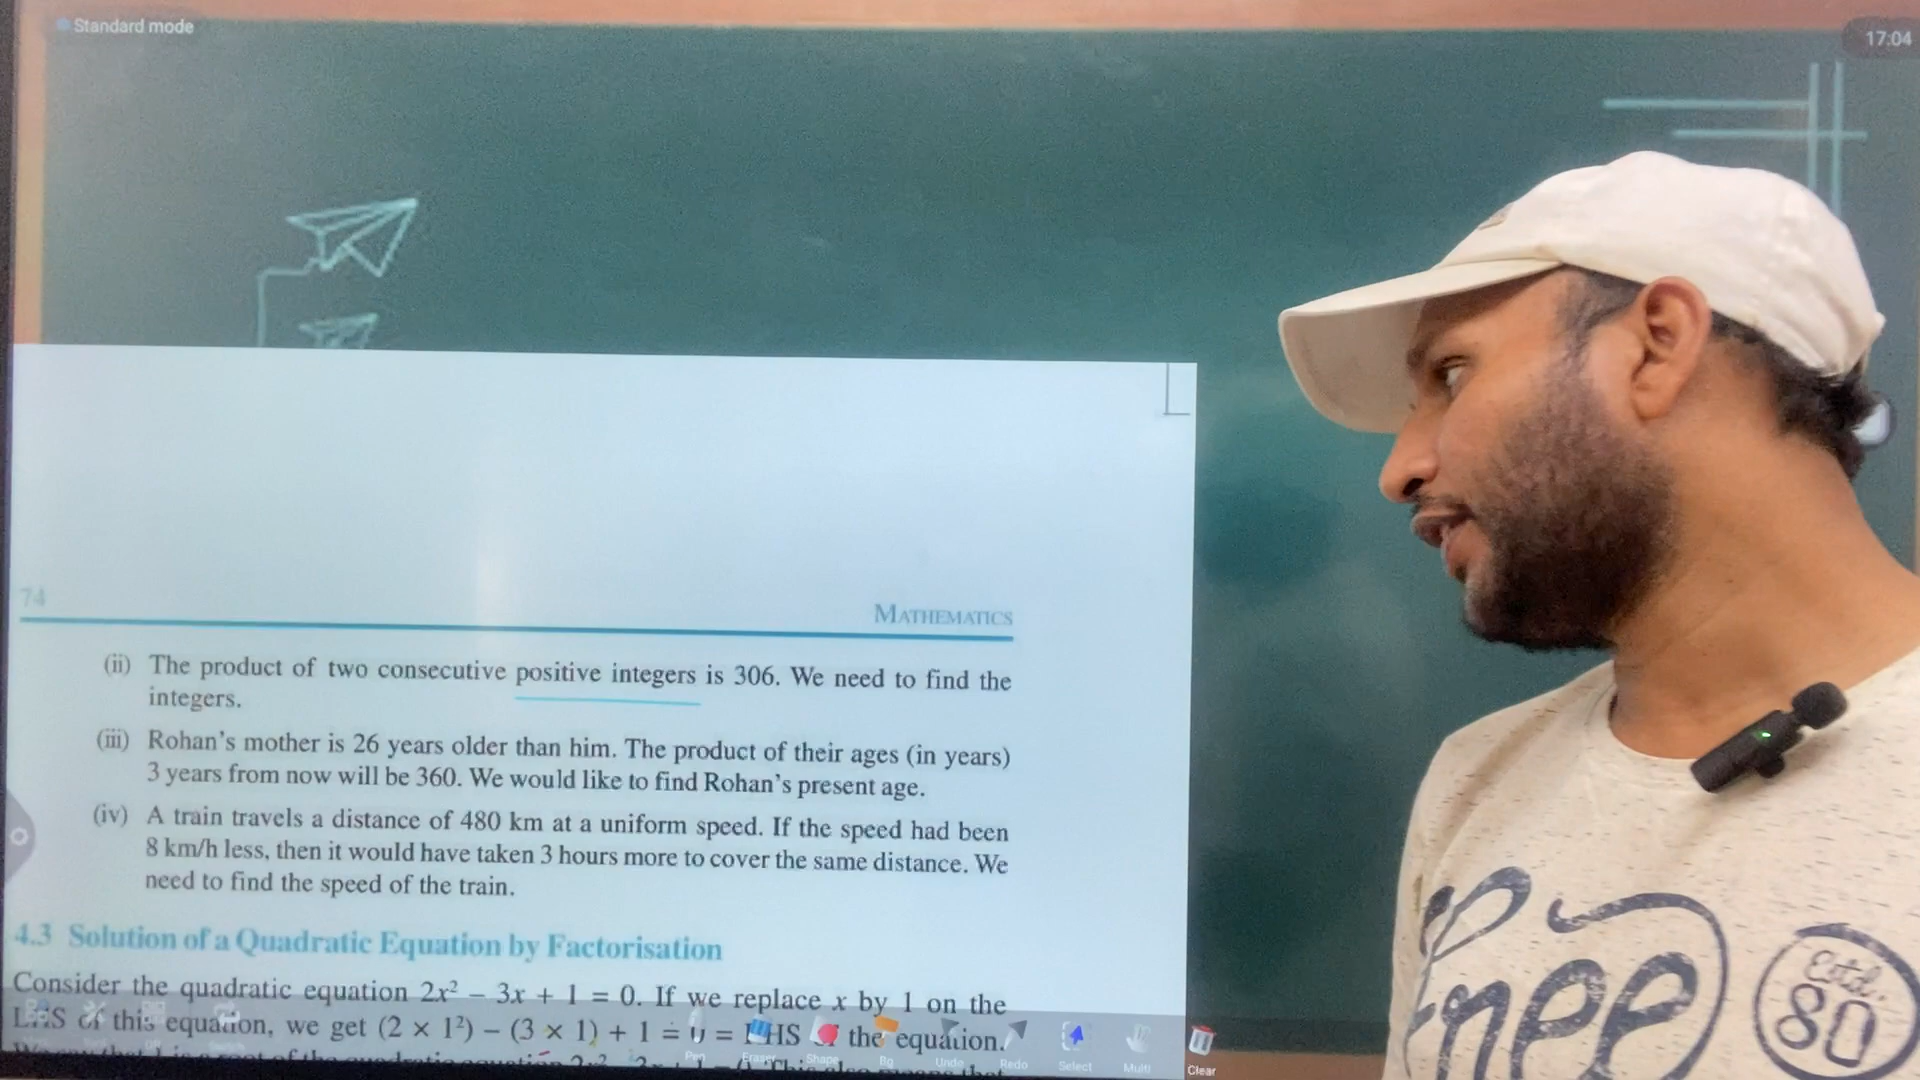 Standard mode
17:04
74
MATHEMATICS
(ii) The product of two consecutive positive integers is 306. We need to find the
integers.
(iii) Rohan's mother is 26 years older than him. The product of their ages (in years)
3 years from now will be 360. We would like to find Rohan's present age.
(iv) A train travels a distance of 480 km at a uniform speed. If the speed had been
8 km/h less, then it would have taken 3 hours more to cover the same distance. We
need to find the speed of the train.
4.3 Solution of a Quadratic Equation by Factorisation
Consider the quadratic equation 2x² – 3x + 1 = 0. If we replace x by 1 on the
LHS of this equation, we get (2 × 1²) – (3 × 1) + 1 = 0 = RHS of the equation.
Pen Eraser Shape Bg Undo Redo Select Multi Clear
Estd.
80